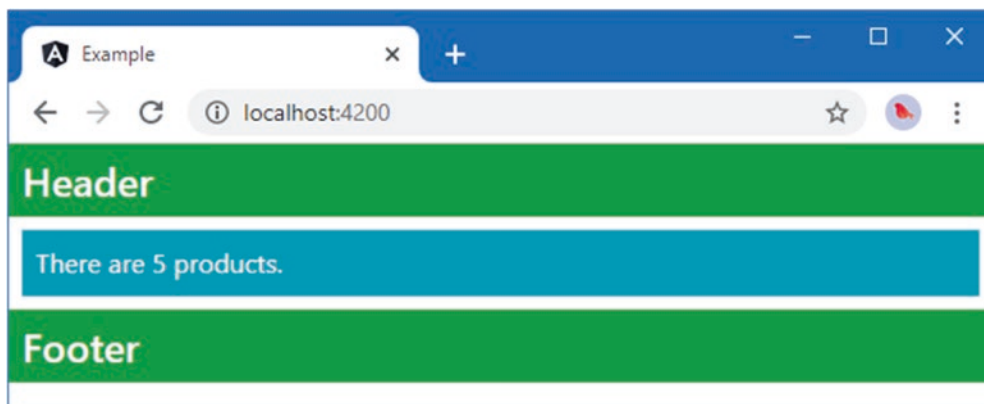 Example
localhost:4200
Header
There are 5 products.
Footer